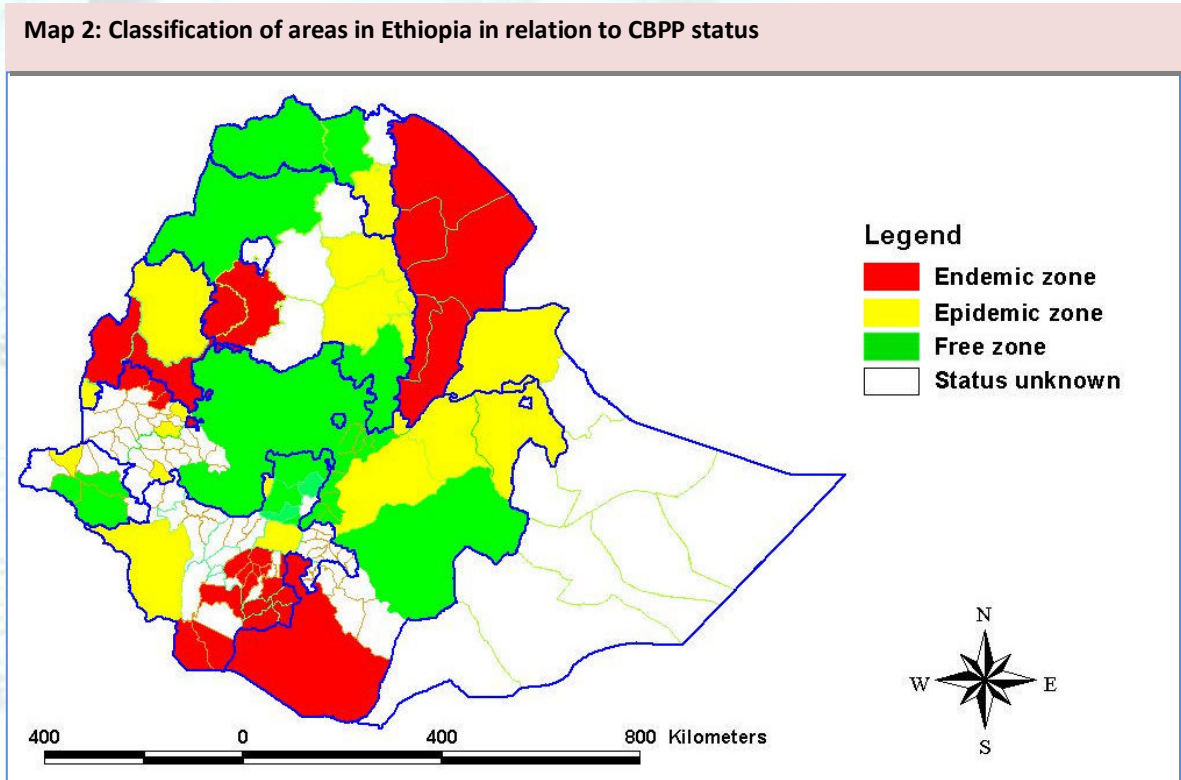 Map 2: Classification of areas in Ethiopia in relation to CBPP status
Legend
Endemic zone
Epidemic zone
Free zone
Status unknown
N
W E
S
400 0 400 800 Kilometers